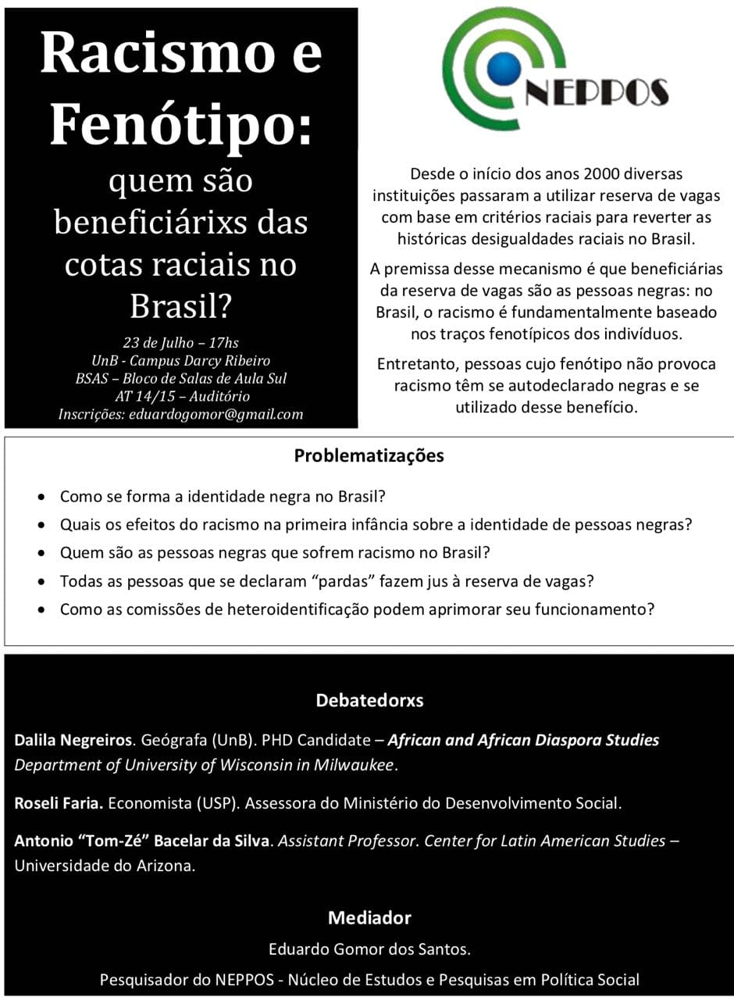 Racismo e
Fenótipo:
quem são
beneficiárixs das
cotas raciais no
Brasil?
23 de Julho – 17hs
UnB - Campus Darcy Ribeiro
BSAS – Bloco de Salas de Aula Sul
AT 14/15 – Auditório
Inscrições: eduardogomor@gmail.com
NEPPOS
Desde o início dos anos 2000 diversas
instituições passaram a utilizar reserva de vagas
com base em critérios raciais para reverter as
históricas desigualdades raciais no Brasil.
A premissa desse mecanismo é que beneficiárias
da reserva de vagas são as pessoas negras: no
Brasil, o racismo é fundamentalmente baseado
nos traços fenotípicos dos indivíduos.
Entretanto, pessoas cujo fenótipo não provoca
racismo têm se autodeclarado negras e se
utilizado desse benefício.
Problematizações
• Como se forma a identidade negra no Brasil?
• Quais os efeitos do racismo na primeira infância sobre a identidade de pessoas negras?
• Quem são as pessoas negras que sofrem racismo no Brasil?
• Todas as pessoas que se declaram “pardas” fazem jus à reserva de vagas?
• Como as comissões de heteroidentificação podem aprimorar seu funcionamento?
Debatedorxs
Dalila Negreiros. Geógrafa (UnB). PHD Candidate – African and African Diaspora Studies
Department of University of Wisconsin in Milwaukee.
Roseli Faria. Economista (USP). Assessora do Ministério do Desenvolvimento Social.
Antonio “Tom-Zé” Bacelar da Silva. Assistant Professor. Center for Latin American Studies –
Universidade do Arizona.
Mediador
Eduardo Gomor dos Santos.
Pesquisador do NEPPOS - Núcleo de Estudos e Pesquisas em Política Social